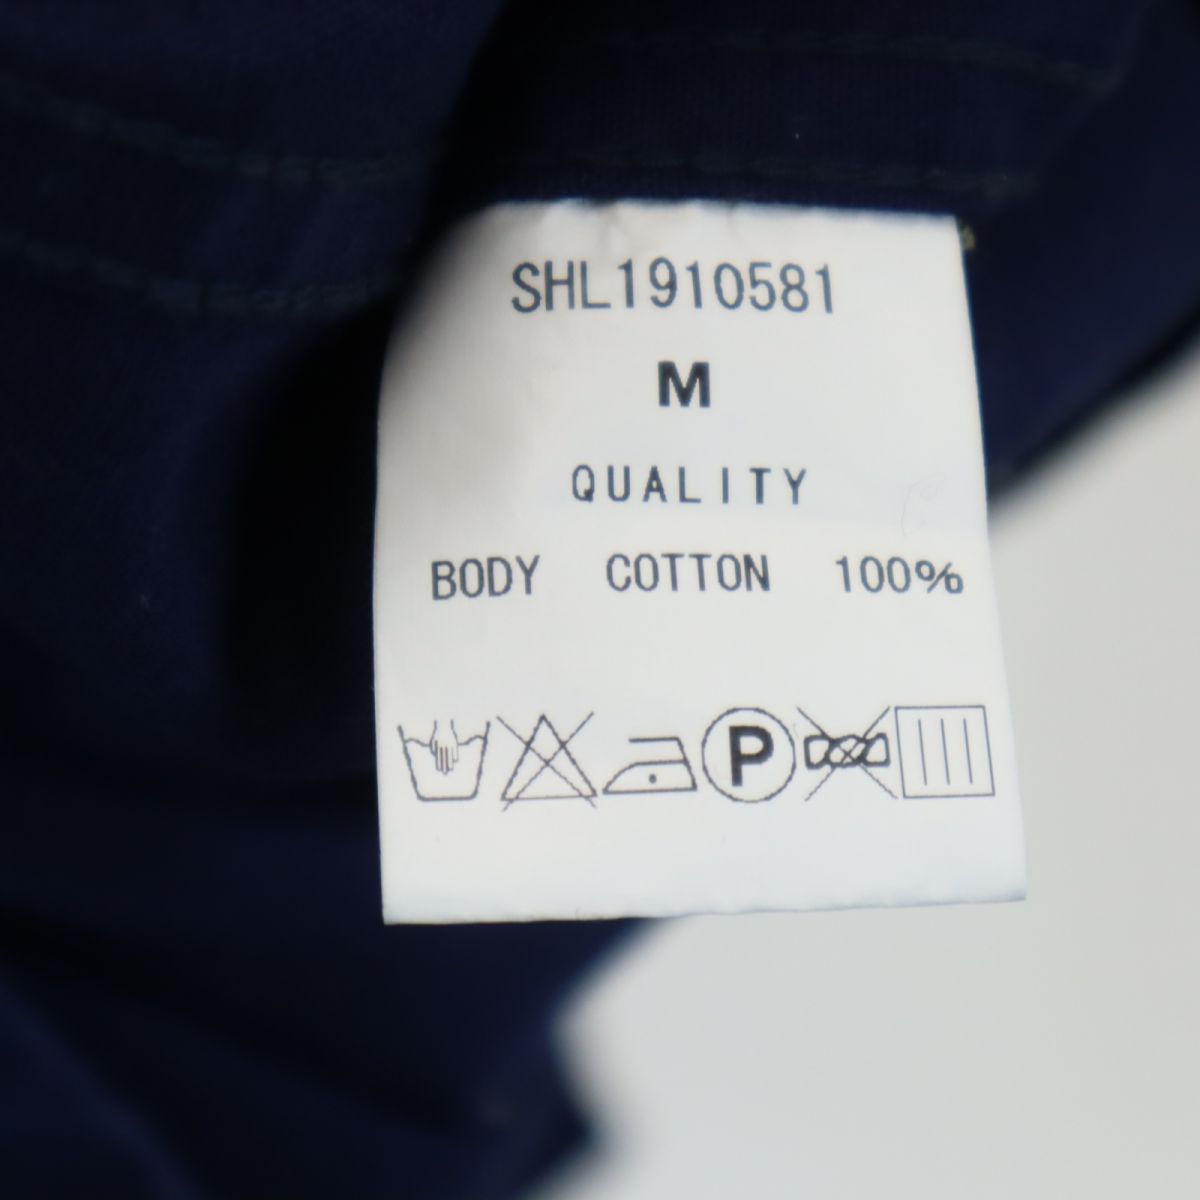 SHL1910581
M
QUALITY
BODY COTTON 100%
P